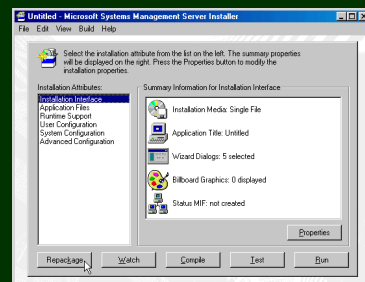 Untitled - Microsoft Systems Management Server Installer
File Edit View Build Help
Select the installation attribute from the list on the left. The summary properties
will be displayed on the right. Press the Properties button to modify the
installation properties.
Installation Attributes:
Installation Interface
Application Files
Runtime Support
User Configuration
System Configuration
Advanced Configuration
Summary Information for Installation Interface
Installation Media: Single File
Application Title: Untitled
Wizard Dialogs: 5 selected
Billboard Graphics: 0 displayed
Status MIF: not created
Properties
Repackage
Watch
Compile
Test
Run